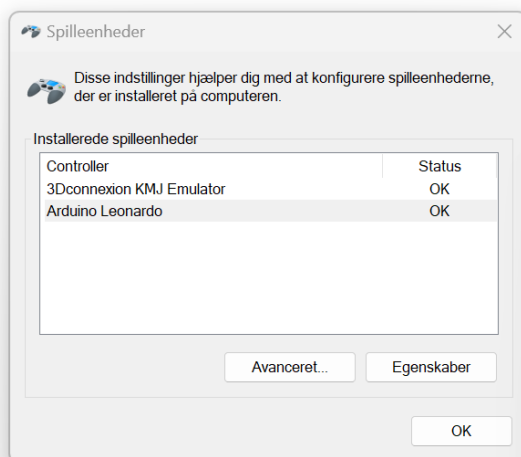 Spilleenheder
Disse indstillinger hjælper dig med at konfigurere spilleenhederne,
der er installeret på computeren.
Installerede spilleenheder
Controller Status
3Dconnexion KMJ Emulator OK
Arduino Leonardo OK
Avanceret... Egenskaber
OK